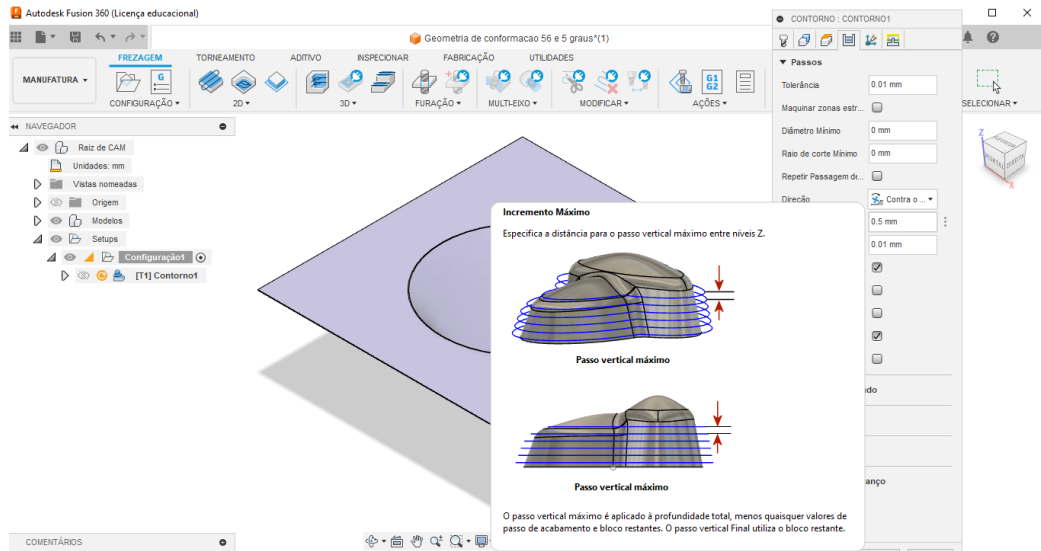 Autodesk Fusion 360 (Licença educacional)
Geometria de conformacao 56 e 5 graus*(1)
MANUFATURA
FREZAGEM
TORNEAMENTO
ADITIVO
INSPECIONAR
FABRICAÇÃO
UTILIDADES
CONFIGURAÇÃO
2D
3D
FURAÇÃO
MULTI-EIXO
MODIFICAR
G1
G2
AÇÕES
SELECIONAR
NAVEGADOR
Raiz de CAM
Unidades: mm
Vistas nomeadas
Origem
Modelos
Setups
Configuração1
[T1] Contorno1
COMENTÁRIOS
CONTORNO : CONTORNO1
Passos
Tolerância 0.01 mm
Maquinar zonas estr...
Diâmetro Mínimo 0 mm
Raio de corte Mínimo 0 mm
Repetir Passagem de...
Direção Contra o ...
0.5 mm
0.01 mm
Incremento Máximo
Especifica a distância para o passo vertical máximo entre níveis Z.
Passo vertical máximo
Passo vertical máximo
O passo vertical máximo é aplicado à profundidade total, menos quaisquer valores de
passo de acabamento e bloco restantes. O passo vertical Final utiliza o bloco restante.
Z
X
DIREITA